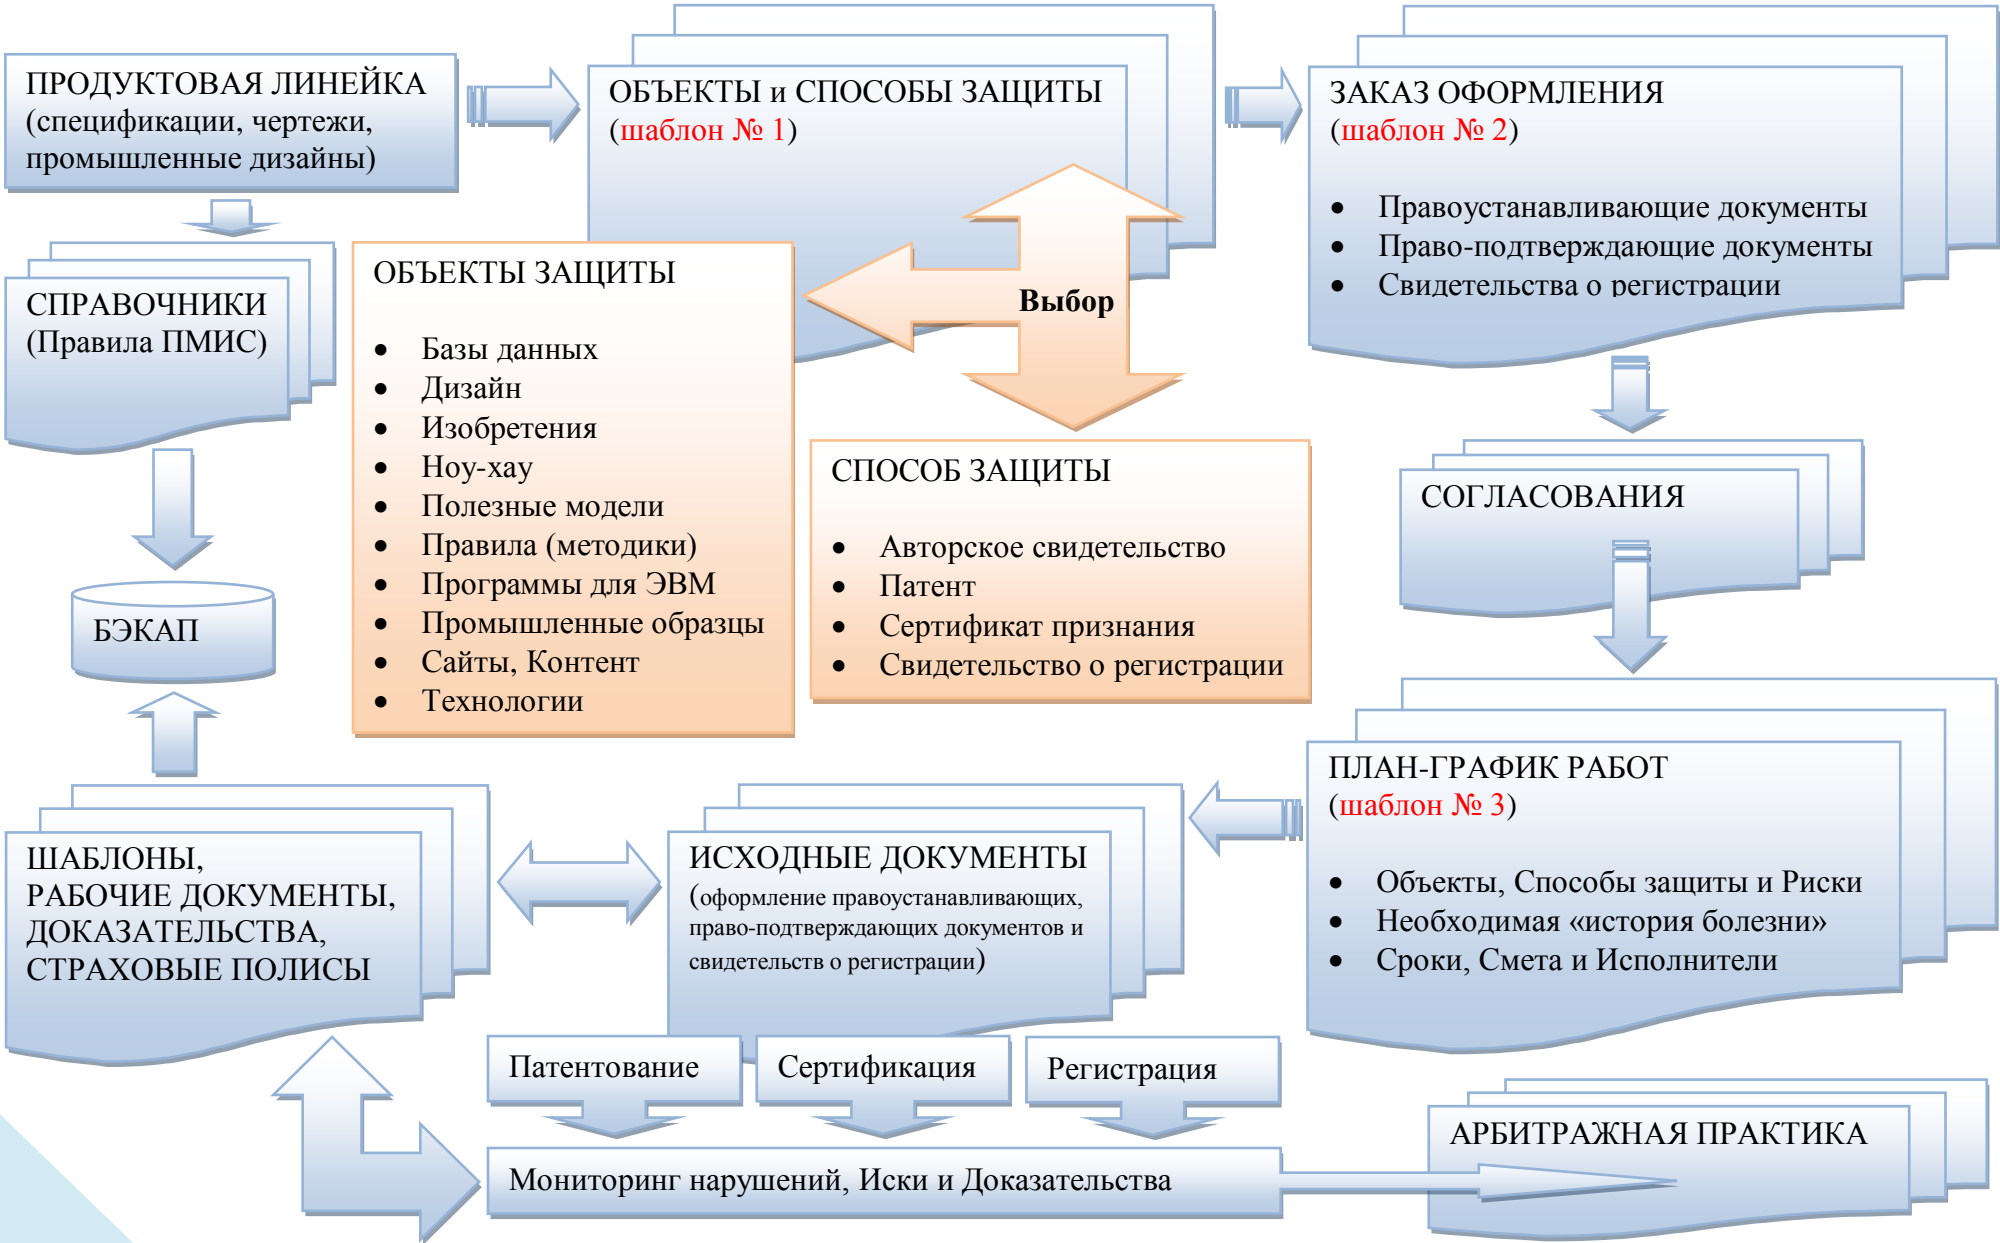 ПРОДУКТОВАЯ ЛИНЕЙКА
(спецификации, чертежи,
промышленные дизайны)
ОБЪЕКТЫ и СПОСОБЫ ЗАЩИТЫ
(шаблон № 1)
ЗАКАЗ ОФОРМЛЕНИЯ
(шаблон № 2)
• Правоустанавливающие документы
• Право-подтверждающие документы
• Свидетельства о регистрации
СПРАВОЧНИКИ
(Правила ПМИС)
ОБЪЕКТЫ ЗАЩИТЫ
• Базы данных
• Дизайн
• Изобретения
• Ноу-хау
• Полезные модели
• Правила (методики)
• Программы для ЭВМ
• Промышленные образцы
• Сайты, Контент
• Технологии
Выбор
СПОСОБ ЗАЩИТЫ
• Авторское свидетельство
• Патент
• Сертификат признания
• Свидетельство о регистрации
СОГЛАСОВАНИЯ
БЭКАП
ПЛАН-ГРАФИК РАБОТ
(шаблон № 3)
• Объекты, Способы защиты и Риски
• Необходимая «история болезни»
• Сроки, Смета и Исполнители
ШАБЛОНЫ,
РАБОЧИЕ ДОКУМЕНТЫ,
ДОКАЗАТЕЛЬСТВА,
СТРАХОВЫЕ ПОЛИСЫ
ИСХОДНЫЕ ДОКУМЕНТЫ
(оформление правоустанавливающих,
право-подтверждающих документов и
свидетельств о регистрации)
Патентование
Сертификация
Регистрация
Мониторинг нарушений, Иски и Доказательства
АРБИТРАЖНАЯ ПРАКТИКА